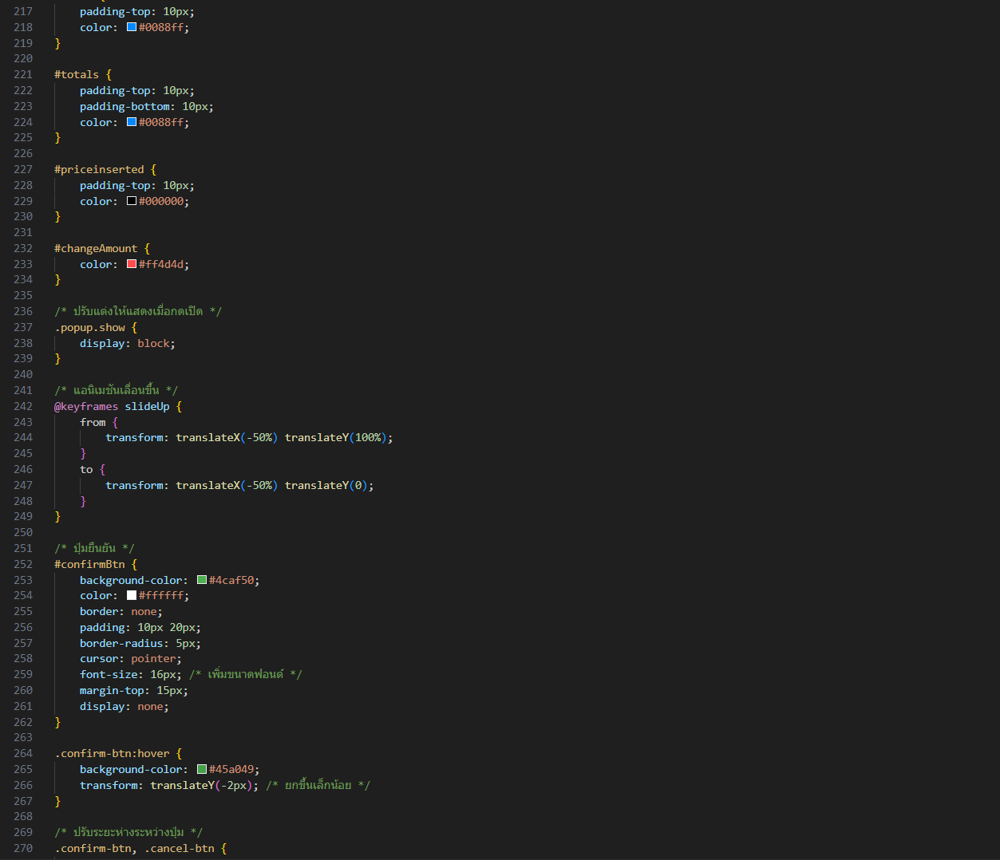 217 padding-top: 10px;
218 color: #0088ff;
219 }
220
221 #totals {
222 padding-top: 10px;
223 padding-bottom: 10px;
224 color: #0088ff;
225 }
226
227 #priceinserted {
228 padding-top: 10px;
229 color: #000000;
230 }
231
232 #changeAmount {
233 color: #ff4d4d;
234 }
235
236 /* ปรับแต่งให้แสดงเมื่อกดเปิด */
237 .popup.show {
238 display: block;
239 }
240
241 /* แอนิเมชันเลื่อนขึ้น */
242 @keyframes slideUp {
243 from {
244 transform: translateX(-50%) translateY(100%);
245 }
246 to {
247 transform: translateX(-50%) translateY(0);
248 }
249 }
250
251 /* ปุ่มยืนยัน */
252 #confirmBtn {
253 background-color: #4caf50;
254 color: #ffffff;
255 border: none;
256 padding: 10px 20px;
257 border-radius: 5px;
258 cursor: pointer;
259 font-size: 16px; /* เพิ่มขนาดฟอนต์ */
260 margin-top: 15px;
261 display: none;
262 }
263
264 .confirm-btn:hover {
265 background-color: #45a049;
266 transform: translateY(-2px); /* ยกขึ้นเล็กน้อย */
267 }
268
269 /* ปรับระยะห่างระหว่างปุ่ม */
270 .confirm-btn, .cancel-btn {